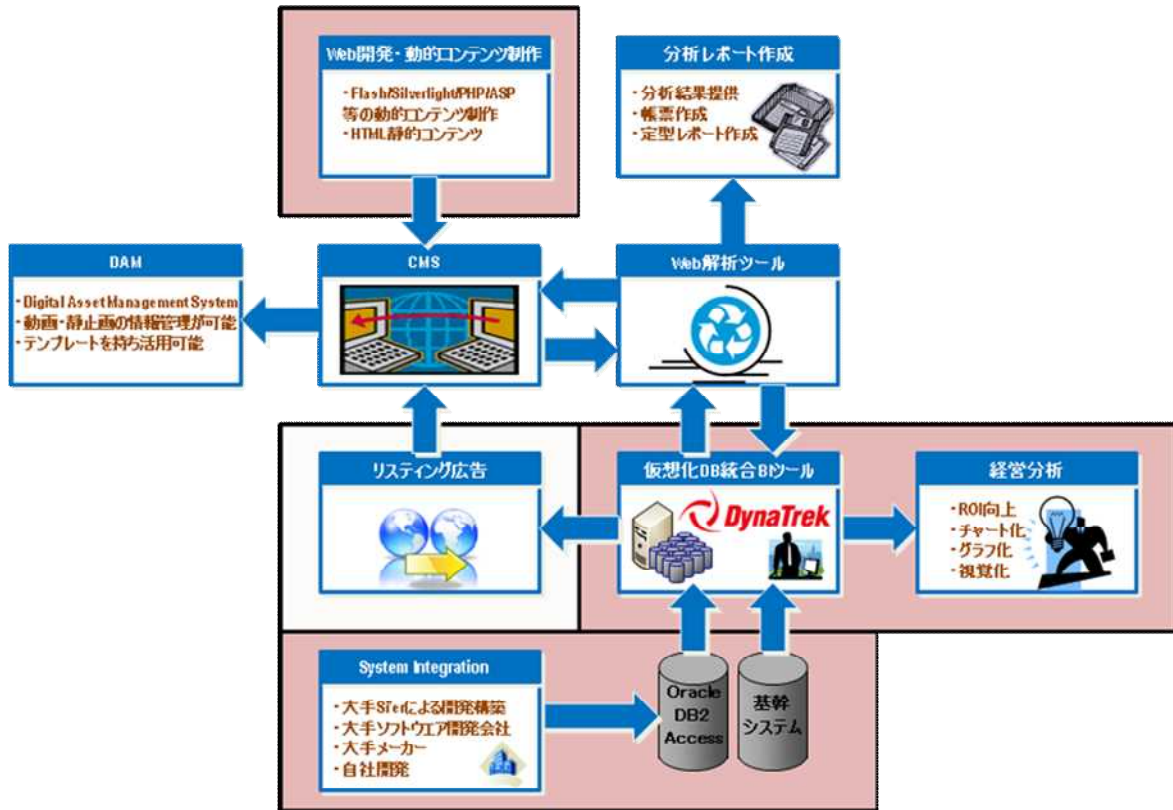 Web開発・動的コンテンツ制作
・Flash/Silverlight/PHP/ASP
等の動的コンテンツ制作
・HTML静的コンテンツ
分析レポート作成
・分析結果提供
・帳票作成
・定型レポート作成
DAM
・Digital Asset Management System
・動画・静止画の情報管理が可能
・テンプレートを持ち活用可能
CMS
Web解析ツール
リスティング広告
仮想化DB統合BIツール
DynaTrek
経営分析
・ROI向上
・チャート化
・グラフ化
・視覚化
System Integration
・大手SIerによる開発構築
・大手ソフトウエア開発会社
・大手メーカー
・自社開発
Oracle
DB2
Access
基幹
システム